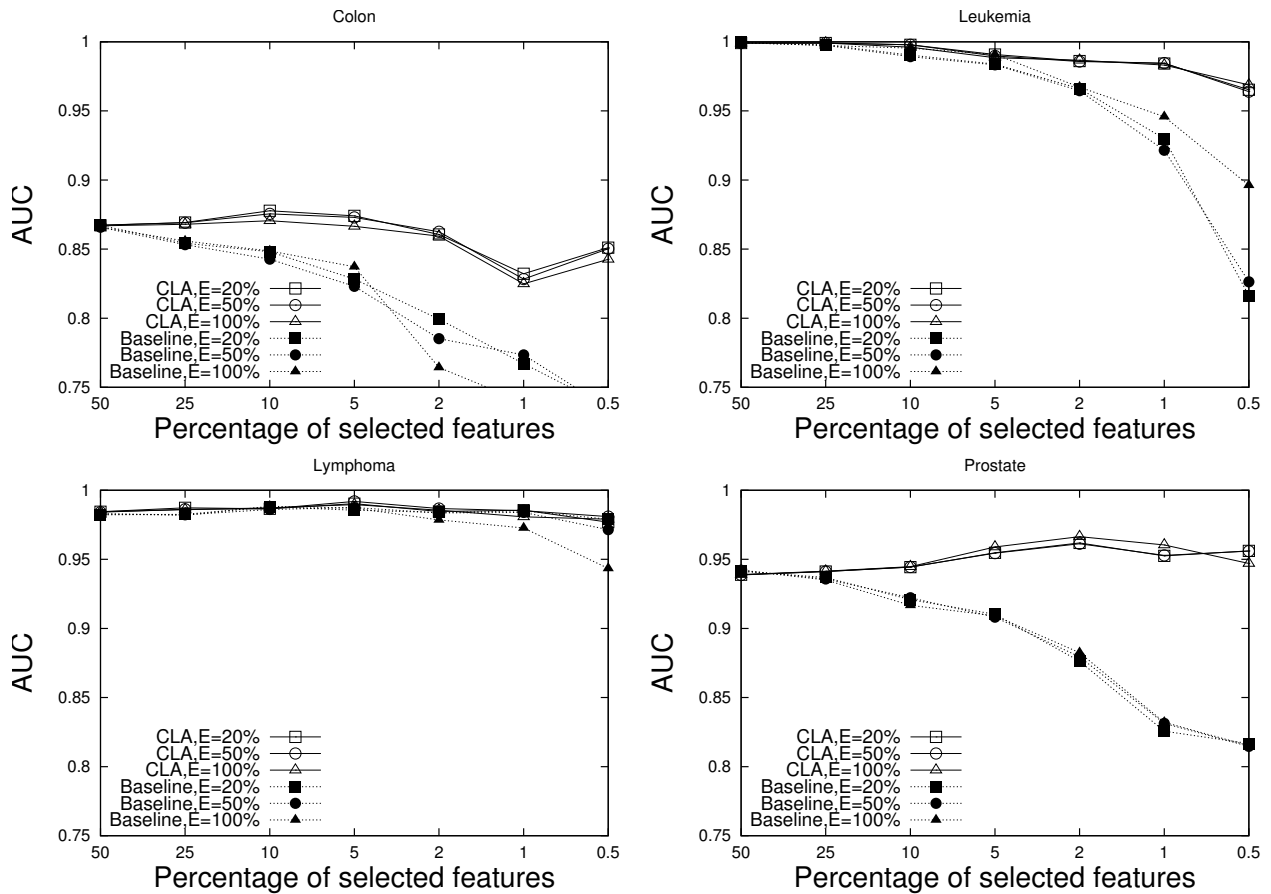 Colon
1
0.95
0.9
0.85
0.8
0.75
50 25 10 5 2 1 0.5
AUC
Percentage of selected features
CLA,E=20%
CLA,E=50%
CLA,E=100%
Baseline,E=20%
Baseline,E=50%
Baseline,E=100%
Leukemia
1
0.95
0.9
0.85
0.8
0.75
50 25 10 5 2 1 0.5
AUC
Percentage of selected features
CLA,E=20%
CLA,E=50%
CLA,E=100%
Baseline,E=20%
Baseline,E=50%
Baseline,E=100%
Lymphoma
1
0.95
0.9
0.85
0.8
0.75
50 25 10 5 2 1 0.5
AUC
Percentage of selected features
CLA,E=20%
CLA,E=50%
CLA,E=100%
Baseline,E=20%
Baseline,E=50%
Baseline,E=100%
Prostate
1
0.95
0.9
0.85
0.8
0.75
50 25 10 5 2 1 0.5
AUC
Percentage of selected features
CLA,E=20%
CLA,E=50%
CLA,E=100%
Baseline,E=20%
Baseline,E=50%
Baseline,E=100%